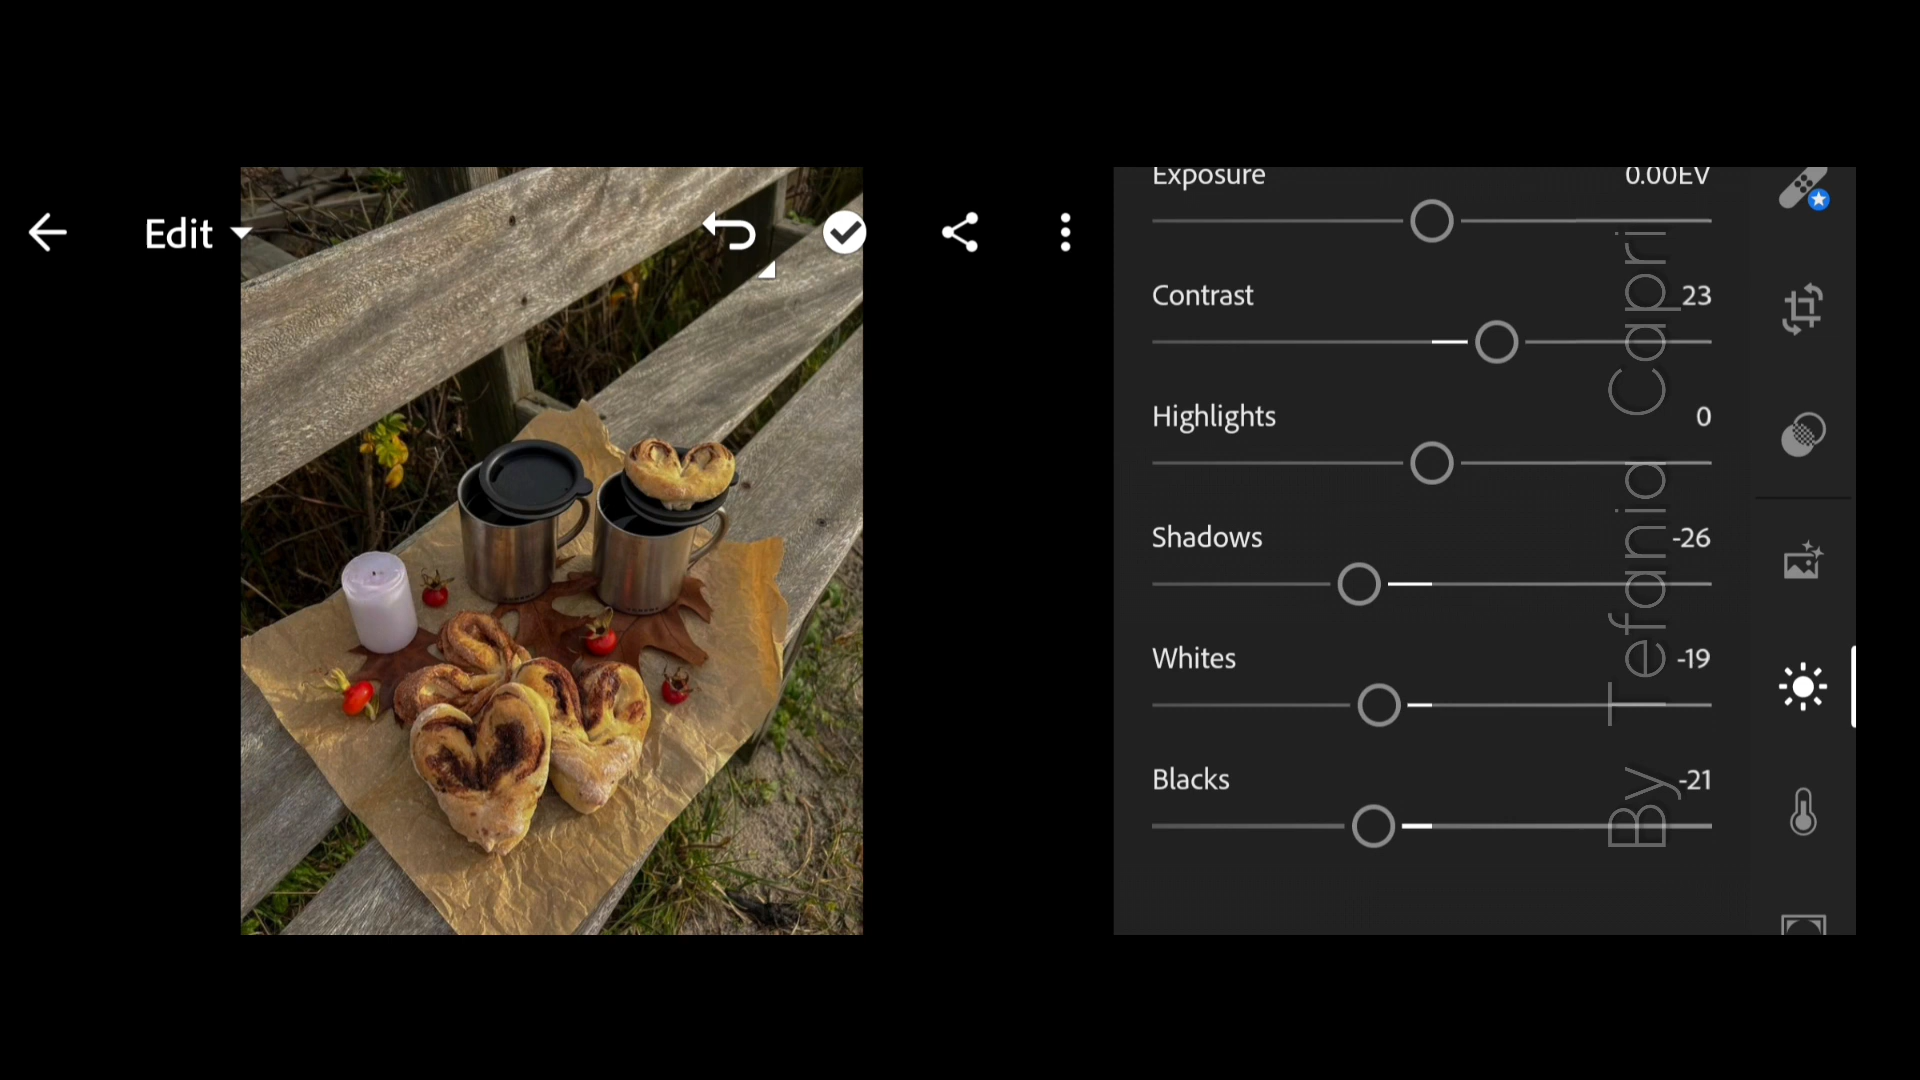 Edit
Exposure 0.00EV
Contrast 23
Highlights 0
Shadows -26
Whites -19
Blacks -21
By Tefania Capri